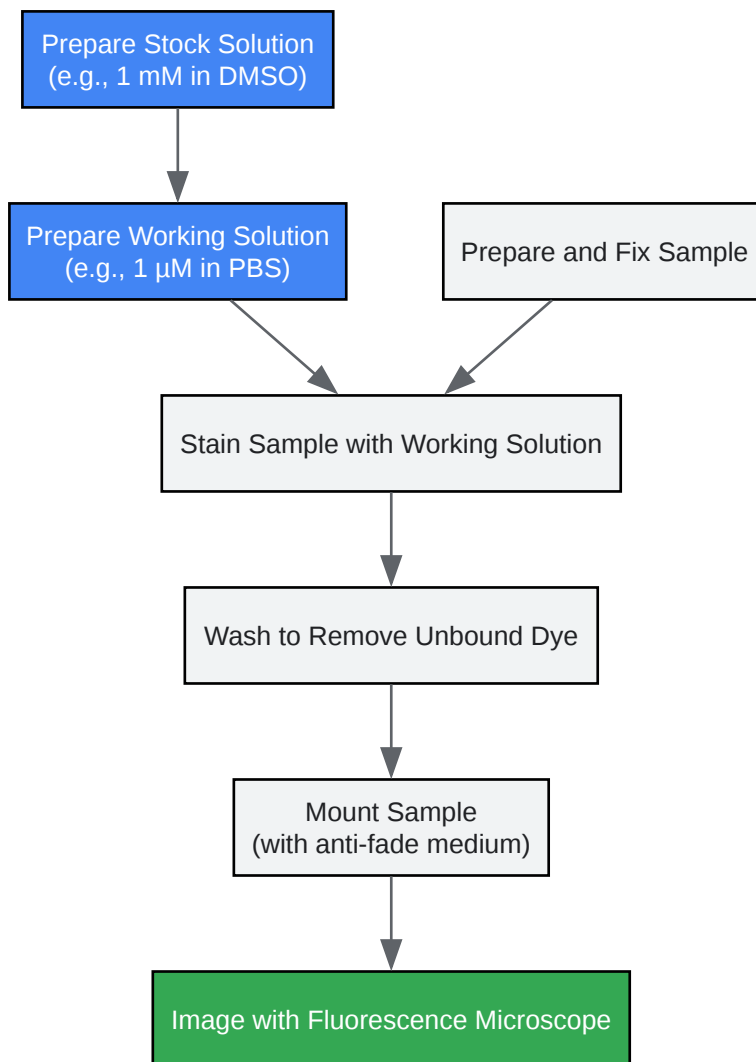 Prepare Stock Solution
(e.g., 1 mM in DMSO)
Prepare Working Solution
(e.g., 1 µM in PBS)
Prepare and Fix Sample
Stain Sample with Working Solution
Wash to Remove Unbound Dye
Mount Sample
(with anti-fade medium)
Image with Fluorescence Microscope